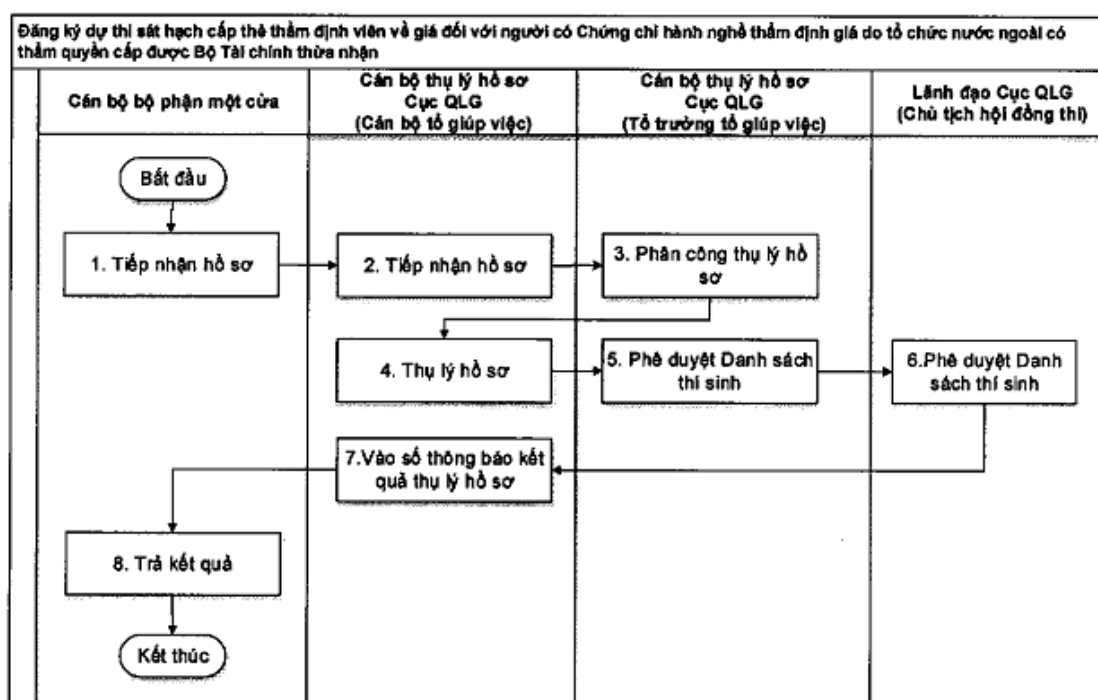 Đăng ký dự thi sát hạch cấp thẻ thẩm định viên về giá đối với người có Chứng chỉ hành nghề thẩm định giá do tổ chức nước ngoài có
thẩm quyền cấp được Bộ Tài chính thừa nhận
Cán bộ bộ phận một cửa
Cán bộ thụ lý hồ sơ
Cục QLG
(Cán bộ tổ giúp việc)
Cán bộ thụ lý hồ sơ
Cục QLG
(Tổ trưởng tổ giúp việc)
Lãnh đạo Cục QLG
(Chủ tịch hội đồng thi)
Bắt đầu
1. Tiếp nhận hồ sơ
2. Tiếp nhận hồ sơ
3. Phân công thụ lý hồ
sơ
4. Thụ lý hồ sơ
5. Phê duyệt Danh sách
thí sinh
6.Phê duyệt Danh
sách thí sinh
7.Vào sổ thông báo kết
quả thụ lý hồ sơ
8. Trả kết quả
Kết thúc